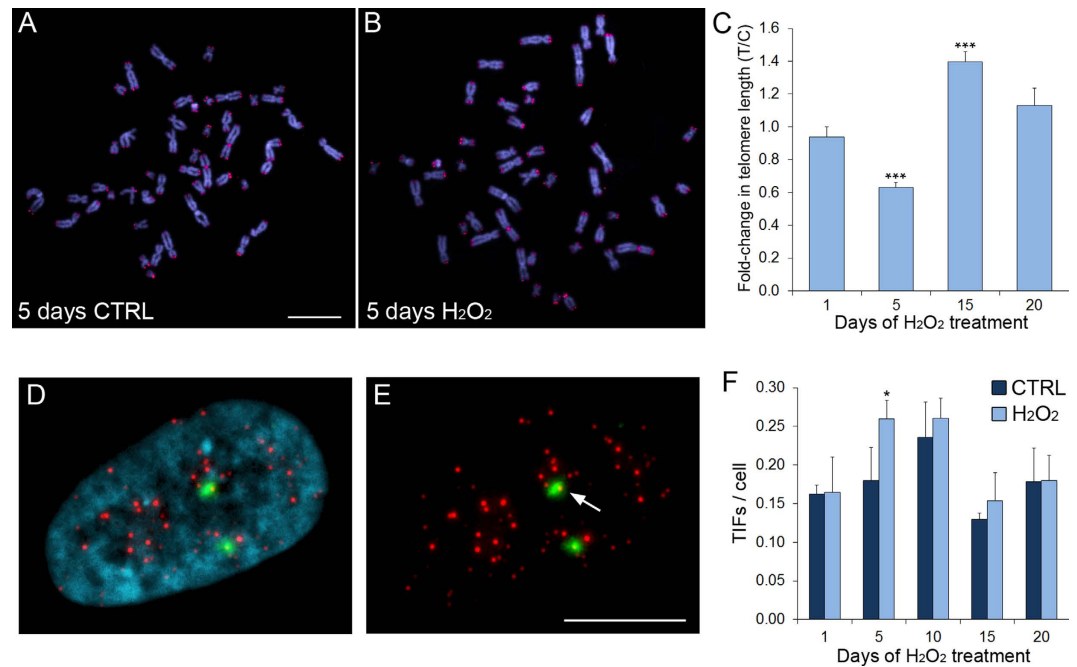 A
5 days CTRL
B
5 days H₂O₂
C
Fold-change in telomere length (T/C)
1.6
1.4
1.2
1.0
0.8
0.6
0.4
0.2
0.0
***
***
1 5 15 20
Days of H₂O₂ treatment
D
E
F
TIFs / cell
0.30
0.25
0.20
0.15
0.10
0.05
0.00
*
CTRL
H₂O₂
1 5 10 15 20
Days of H₂O₂ treatment